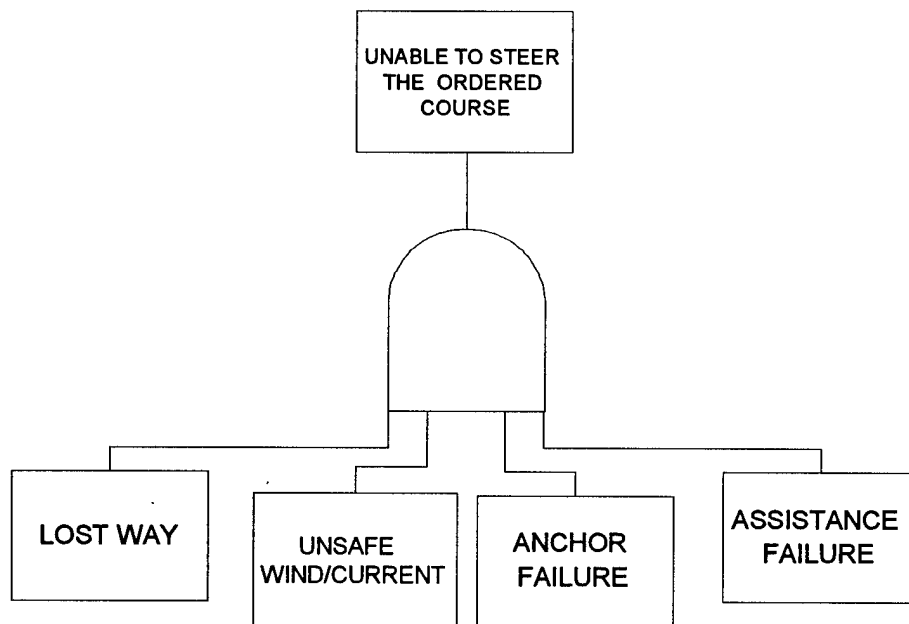 UNABLE TO STEER
THE ORDERED
COURSE
LOST WAY
UNSAFE
WIND/CURRENT
ANCHOR
FAILURE
ASSISTANCE
FAILURE